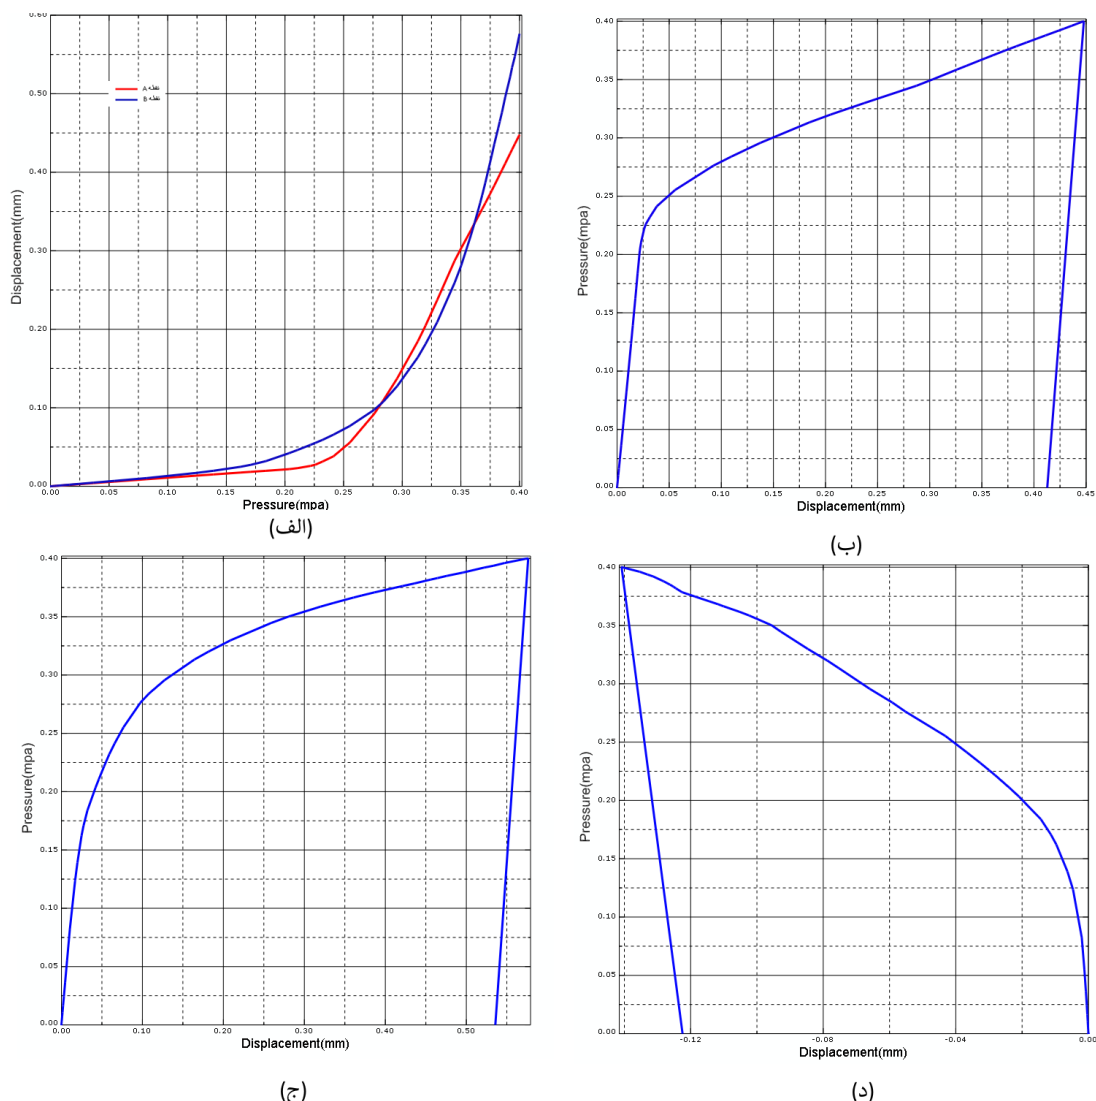 0.60
0.50
0.40
0.30
0.20
0.10
0.00
Displacement(mm)
نقطه A
نقطه B
0.00 0.05 0.10 0.15 0.20 0.25 0.30 0.35 0.40
Pressure(mpa)
(الف)
0.40
0.35
0.30
0.25
0.20
0.15
0.10
0.05
0.00
Pressure(mpa)
0.00 0.05 0.10 0.15 0.20 0.25 0.30 0.35 0.40 0.45
Displacement(mm)
(ب)
0.40
0.35
0.30
0.25
0.20
0.15
0.10
0.05
0.00
Pressure(mpa)
0.00 0.10 0.20 0.30 0.40 0.50
Displacement(mm)
(ج)
0.40
0.35
0.30
0.25
0.20
0.15
0.10
0.05
0.00
Pressure(mpa)
-0.12 -0.08 -0.04 0.00
Displacement(mm)
(د)